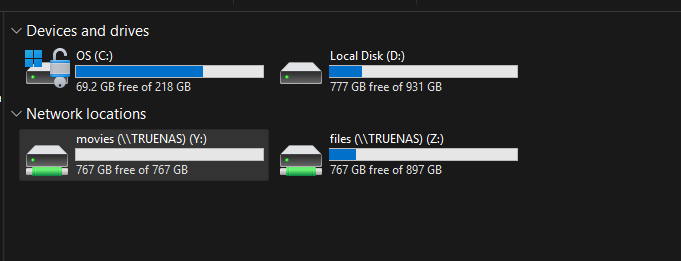 Devices and drives
OS (C:)
69.2 GB free of 218 GB
Local Disk (D:)
777 GB free of 931 GB
Network locations
movies (\\TRUENAS) (Y:)
767 GB free of 767 GB
files (\\TRUENAS) (Z:)
767 GB free of 897 GB